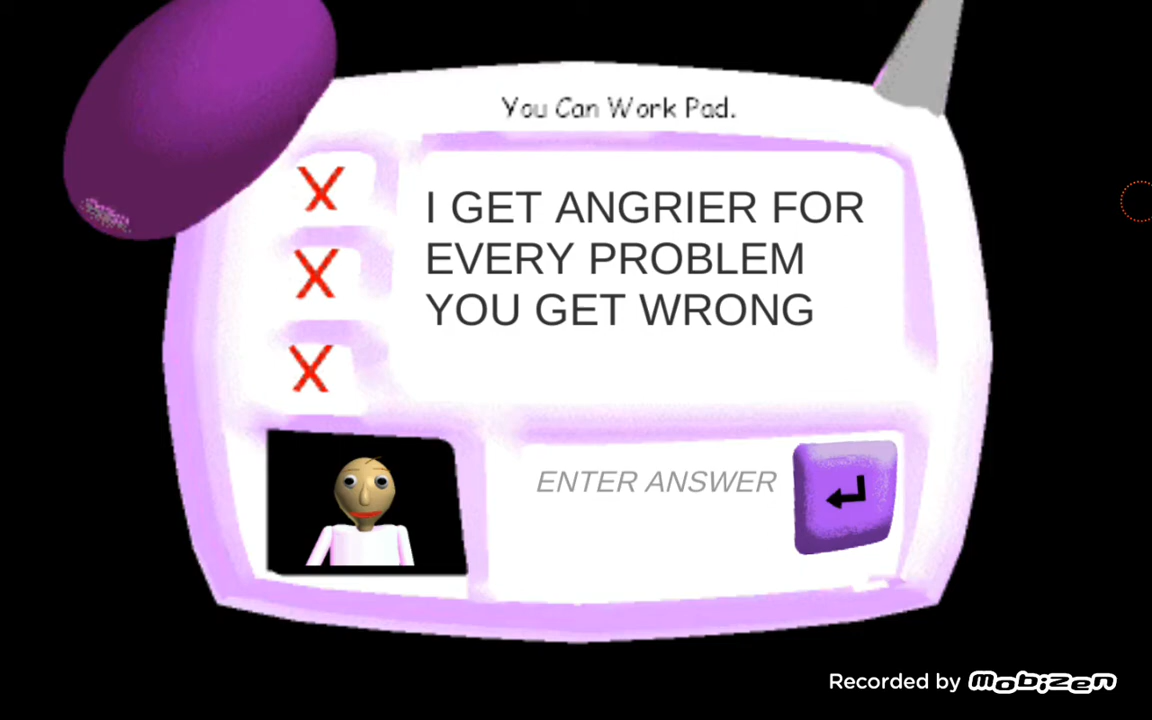 You Can Work Pad.
X
X
X
I GET ANGRIER FOR
EVERY PROBLEM
YOU GET WRONG
ENTER ANSWER
Recorded by mobizen